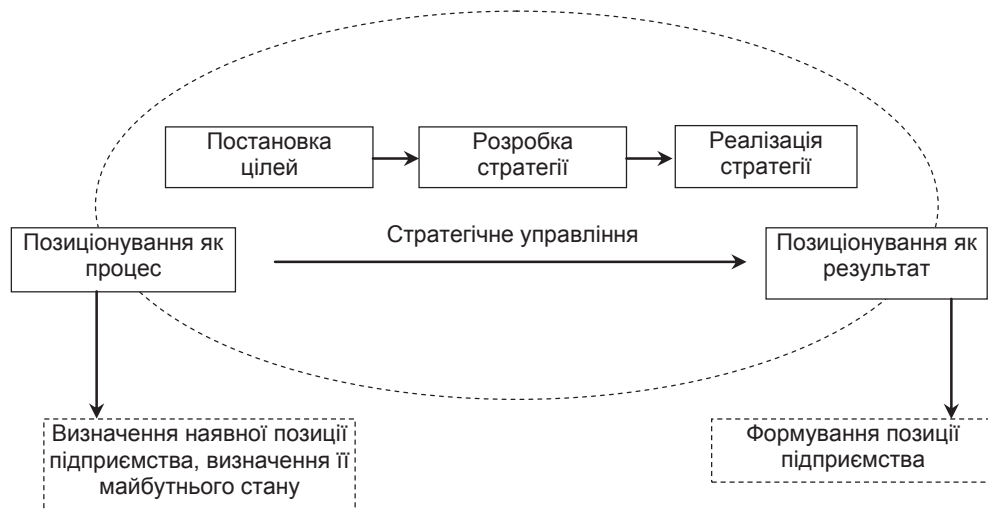 Постановка
цілей
Розробка
стратегії
Реалізація
стратегії
Позиціонування як
процес
Стратегічне управління
Позиціонування як
результат
Визначення наявної позиції
підприємства, визначення її
майбутнього стану
Формування позиції
підприємства